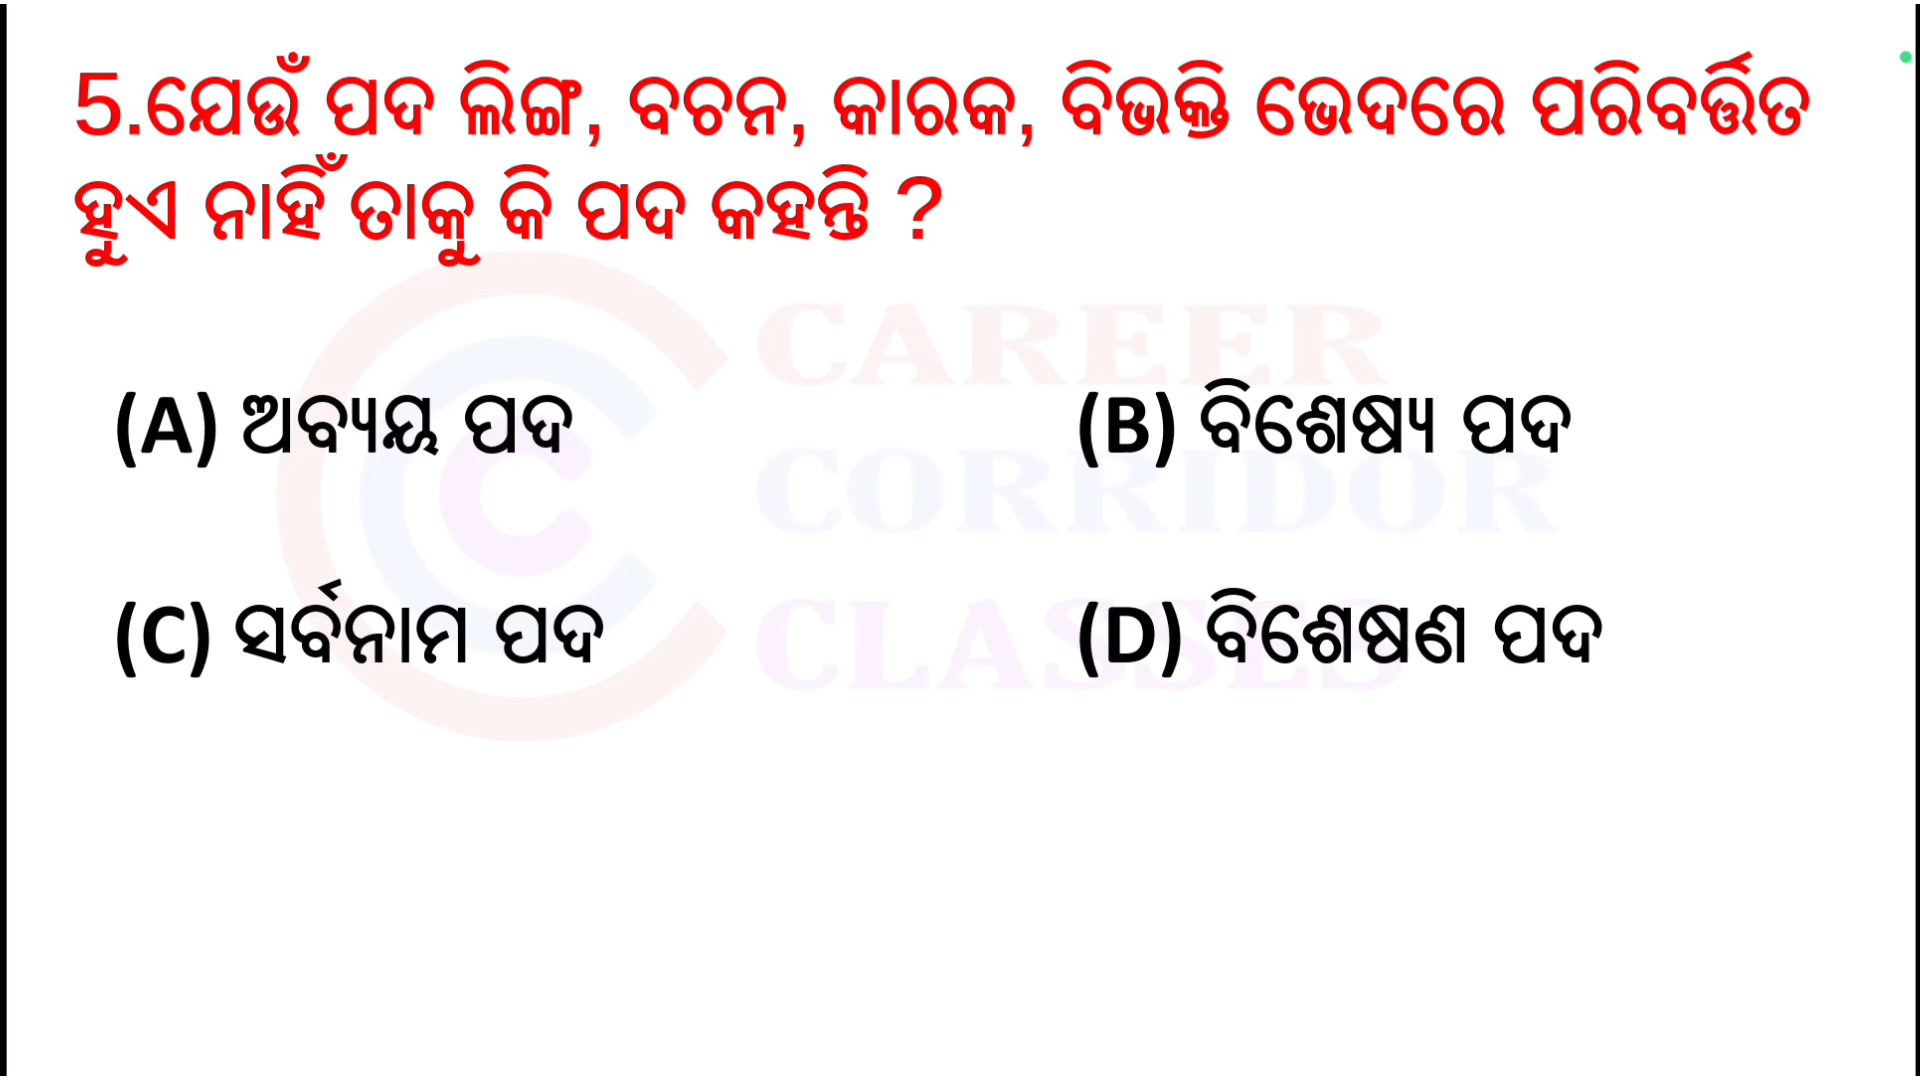 5.ଯେଉଁ ପଦ ଲିଙ୍ଗ, ବଚନ, କାରକ, ବିଭକ୍ତି ଭେଦରେ ପରିବର୍ତ୍ତିତ
ହୁଏ ନାହିଁ ତାକୁ କି ପଦ କହନ୍ତି ?
CAREER
(A) ଅବ୍ୟୟ ପଦ (B) ବିଶେଷ୍ୟ ପଦ
CORRIDOR
(C) ସର୍ବନାମ ପଦ (D) ବିଶେଷଣ ପଦ
CLASSES